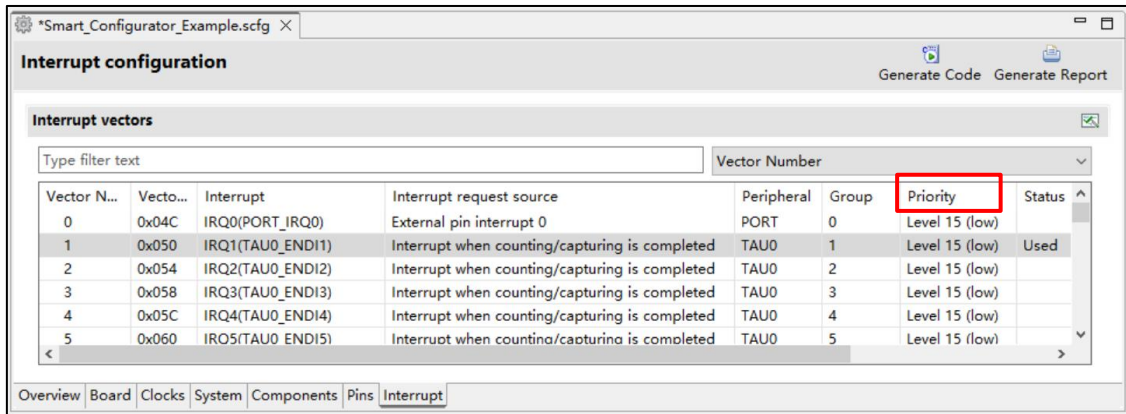 *Smart_Configurator_Example.scfg
Interrupt configuration
Generate Code Generate Report
Interrupt vectors
Type filter text Vector Number
Vector N... Vecto... Interrupt Interrupt request source Peripheral Group Priority Status
0 0x04C IRQ0(PORT_IRQ0) External pin interrupt 0 PORT 0 Level 15 (low)
1 0x050 IRQ1(TAU0_ENDI1) Interrupt when counting/capturing is completed TAU0 1 Level 15 (low) Used
2 0x054 IRQ2(TAU0_ENDI2) Interrupt when counting/capturing is completed TAU0 2 Level 15 (low)
3 0x058 IRQ3(TAU0_ENDI3) Interrupt when counting/capturing is completed TAU0 3 Level 15 (low)
4 0x05C IRQ4(TAU0_ENDI4) Interrupt when counting/capturing is completed TAU0 4 Level 15 (low)
5 0x060 IRQ5(TAU0_ENDI5) Interrupt when counting/capturing is completed TAU0 5 Level 15 (low)
Overview Board Clocks System Components Pins Interrupt